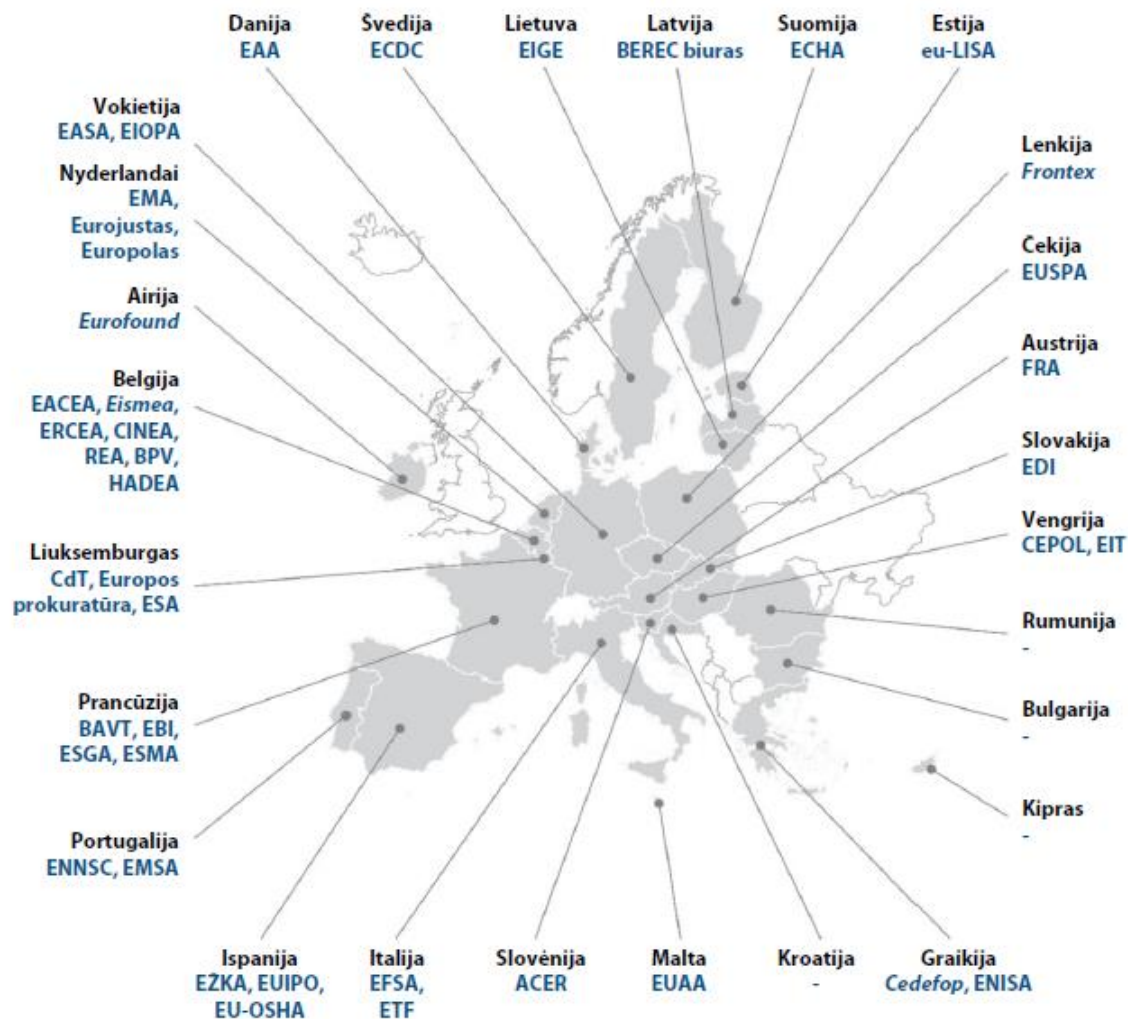 Danija
EAA
Švedija
ECDC
Lietuva
EIGE
Latvija
BEREC biuras
Suomija
ECHA
Estija
eu-LISA
Vokietija
EASA, EIOPA
Nyderlandai
EMA,
Eurojustas,
Europolas
Airija
Eurofound
Belgija
EACEA, Eismea,
ERCEA, CINEA,
REA, BPV,
HADEA
Liuksemburgas
CdT, Europos
prokuratūra, ESA
Prancūzija
BAVT, EBI,
ESGA, ESMA
Portugalija
ENNSC, EMSA
Lenkija
Frontex
Čekija
EUSPA
Austrija
FRA
Slovakija
EDI
Vengrija
CEPOL, EIT
Rumunija
-
Bulgarija
-
Kipras
-
Ispanija
EŽKA, EUIPO,
EU-OSHA
Italija
EFSA,
ETF
Slovėnija
ACER
Malta
EUAA
Kroatija
-
Graikija
Cedefop, ENISA